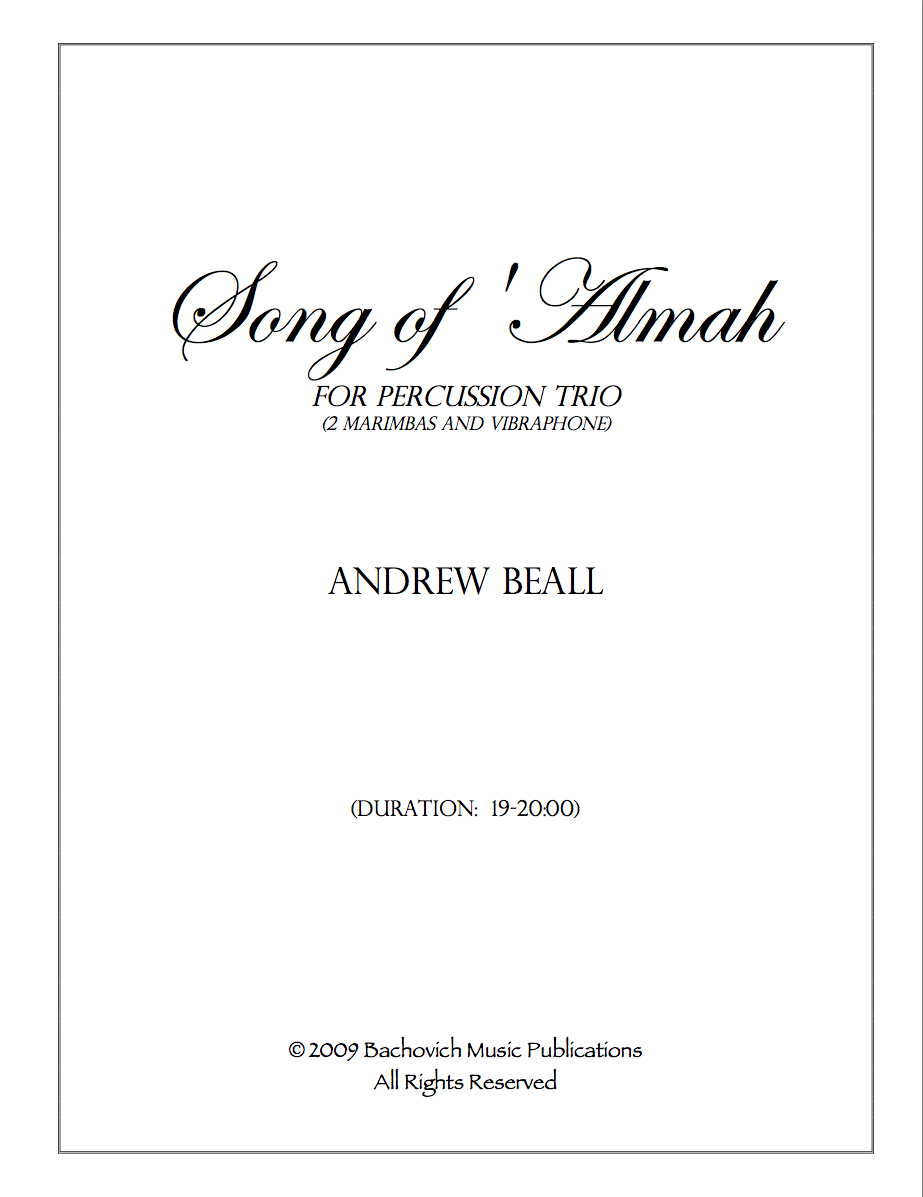 Song of 'Almah
FOR PERCUSSION TRIO
(2 MARIMBAS AND VIBRAPHONE)
ANDREW BEALL
(DURATION: 19-20:00)
© 2009 Bachovich Music Publications
All Rights Reserved